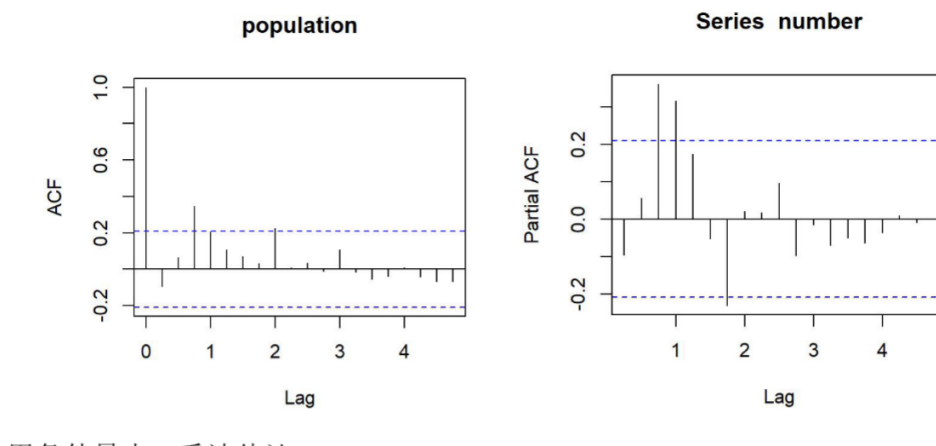 population
Series number
ACF
1.0
0.6
0.2
-0.2
0 1 2 3 4
Lag
Partial ACF
0.2
0.0
-0.2
1 2 3 4
Lag